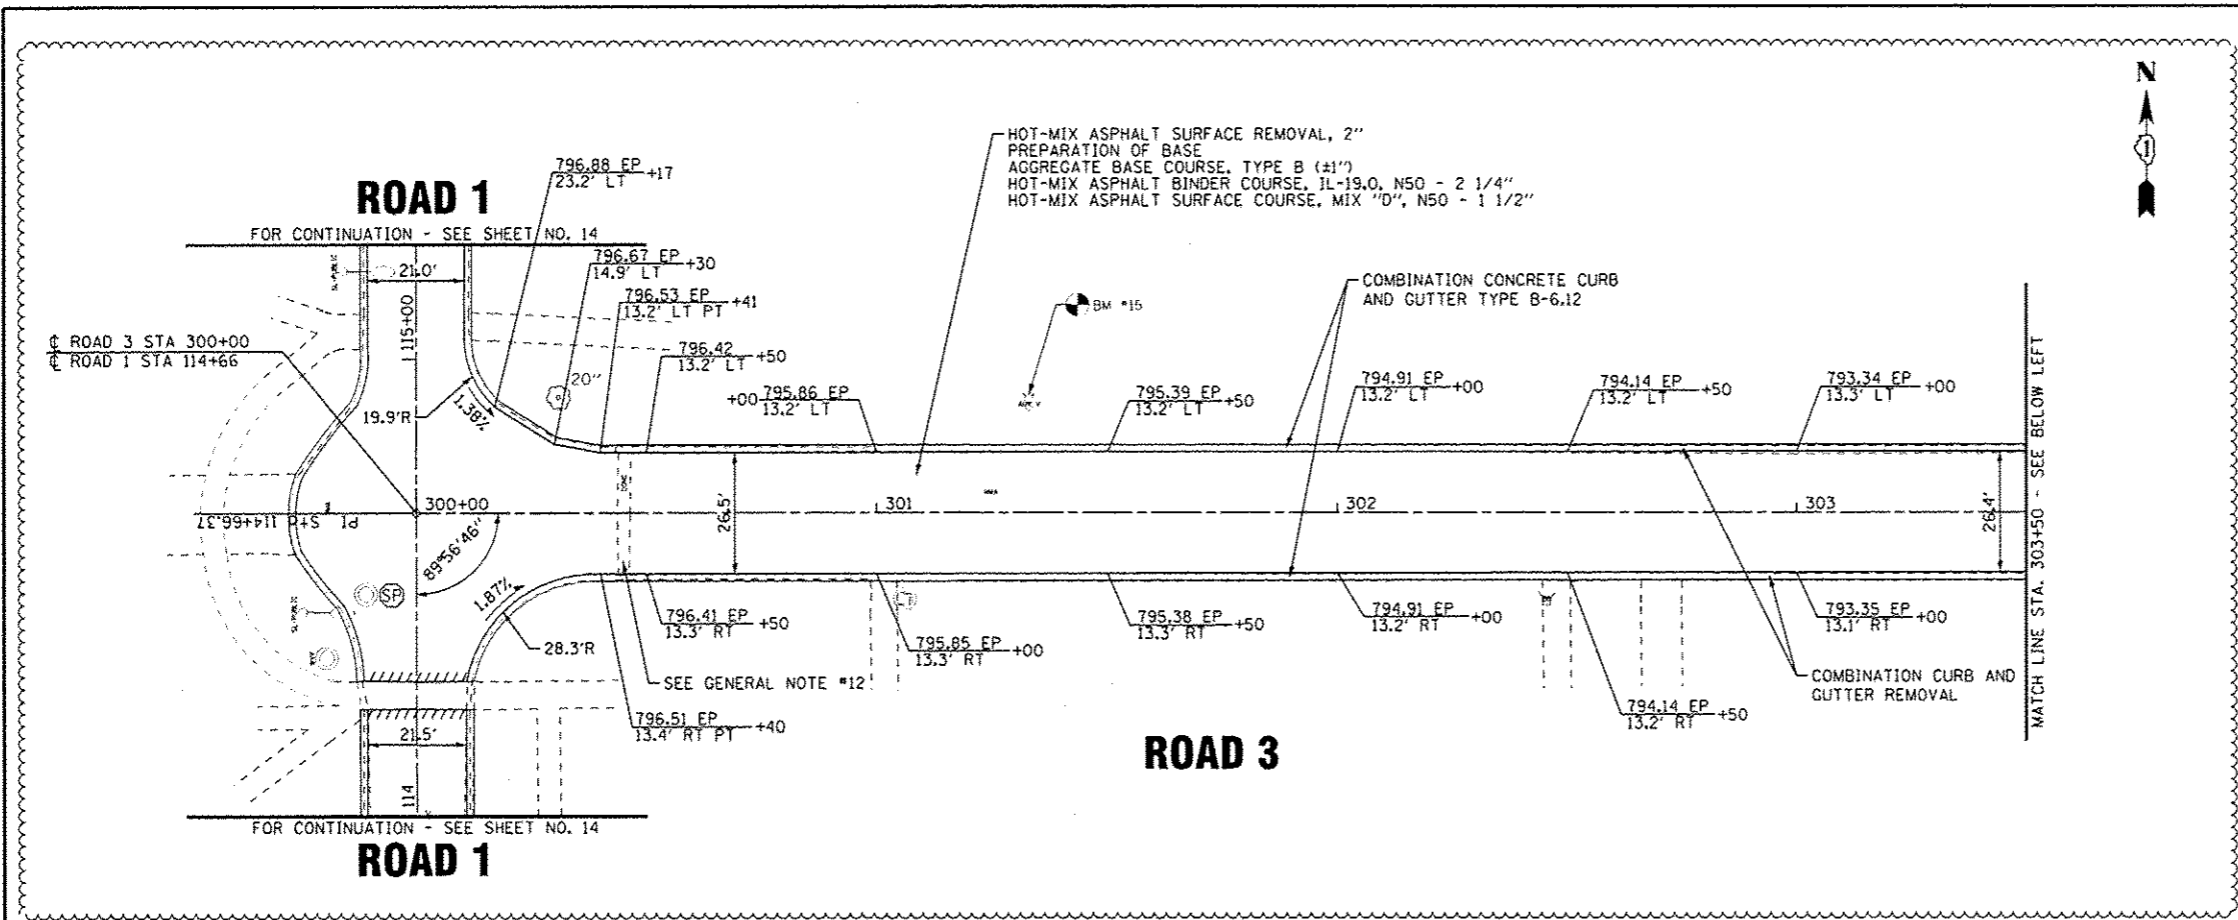 N
1
HOT-MIX ASPHALT SURFACE REMOVAL, 2"
PREPARATION OF BASE
AGGREGATE BASE COURSE, TYPE B (±1")
HOT-MIX ASPHALT BINDER COURSE, IL-19.0, N50 - 2 1/4"
HOT-MIX ASPHALT SURFACE COURSE, MIX "D", N50 - 1 1/2"
796.88 EP +17
23.2' LT
ROAD 1
FOR CONTINUATION - SEE SHEET NO. 14
796.67 EP +30
14.9' LT
21.0'
796.53 EP +41
13.2' LT PT
COMBINATION CONCRETE CURB
AND GUTTER TYPE B-6.12
BM #15
115+00
℄ ROAD 3 STA 300+00
℄ ROAD 1 STA 114+66
796.42 +50
13.2' LT
20"
+00 795.86 EP
13.2' LT
795.39 EP +50
13.2' LT
794.91 EP +00
13.2' LT
794.14 EP +50
13.2' LT
793.34 EP +00
13.3' LT
19.9'R
1.38%
PI Sta 114+66.37
300+00
26.5'
301
302
303
26.4'
MATCH LINE STA. 303+50 - SEE BELOW LEFT
89°56'46"
SP
1.87%
28.3'R
796.41 EP +50
13.3' RT
795.85 EP +00
13.3' RT
795.38 EP +50
13.3' RT
794.91 EP +00
13.2' RT
793.35 EP +00
13.1' RT
SEE GENERAL NOTE #12
COMBINATION CURB AND
GUTTER REMOVAL
796.51 EP +40
13.4' RT PT
794.14 EP +50
13.2' RT
21.5'
ROAD 3
114
FOR CONTINUATION - SEE SHEET NO. 14
ROAD 1